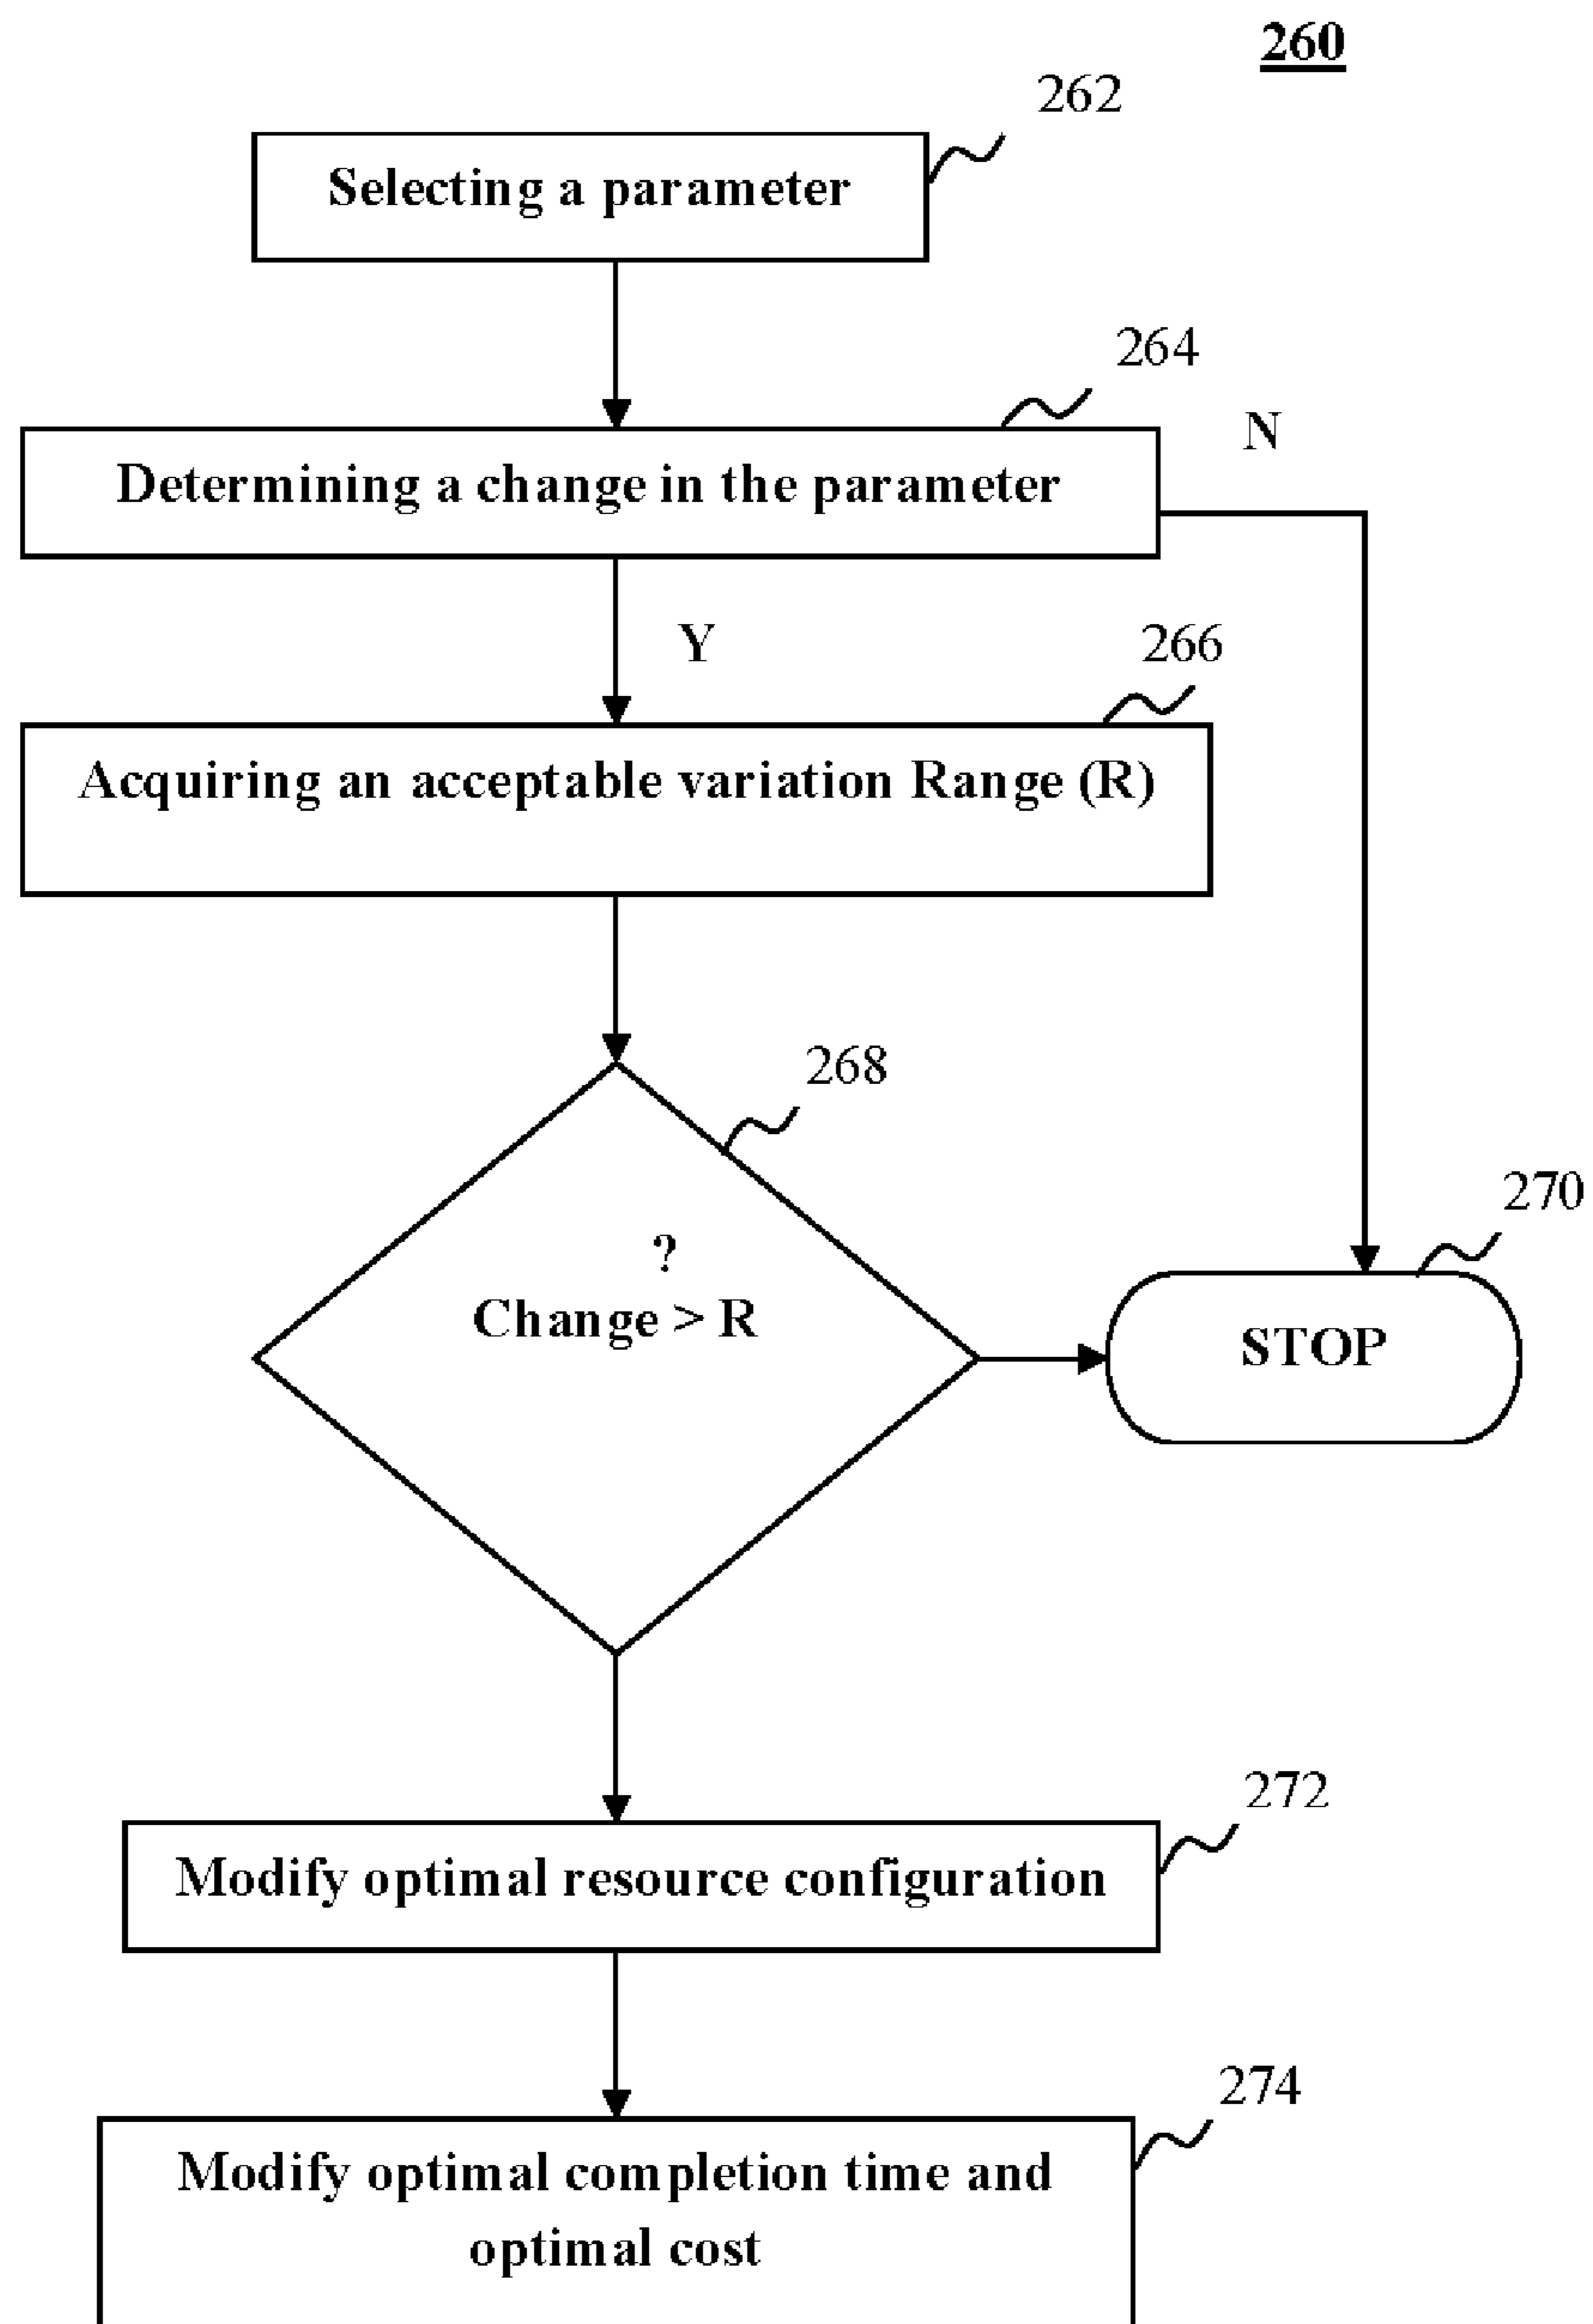 260
262
Selecting a parameter
264
N
Determining a change in the parameter
Y
266
Acquiring an acceptable variation Range (R)
268
?
Change > R
270
STOP
272
Modify optimal resource configuration
274
Modify optimal completion time and
optimal cost